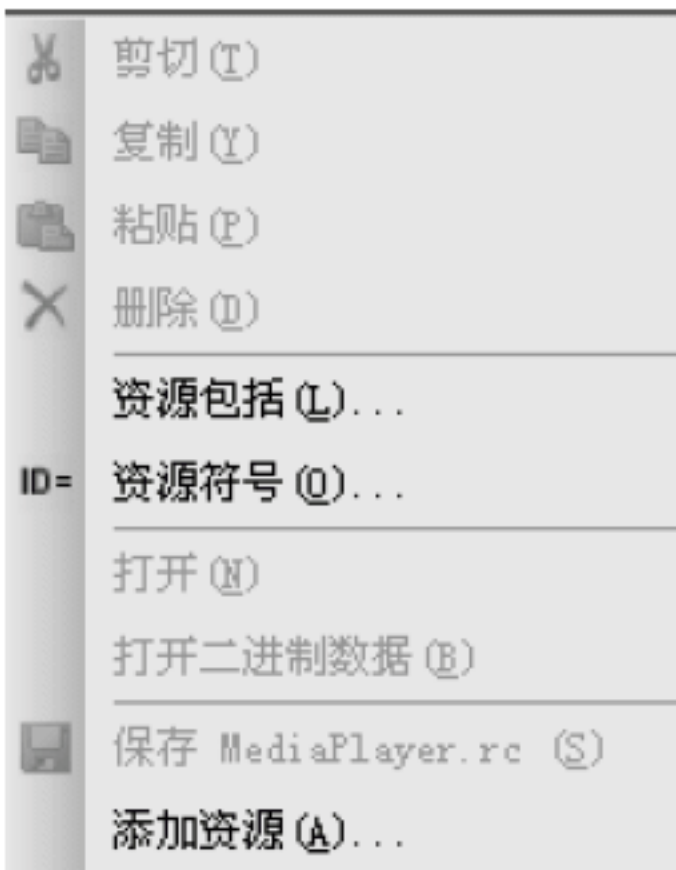 剪切(T)
复制(Y)
粘贴(P)
删除(D)
资源包括(L)...
ID= 资源符号(O)...
打开(N)
打开二进制数据(B)
保存 MediaPlayer.rc (S)
添加资源(A)...